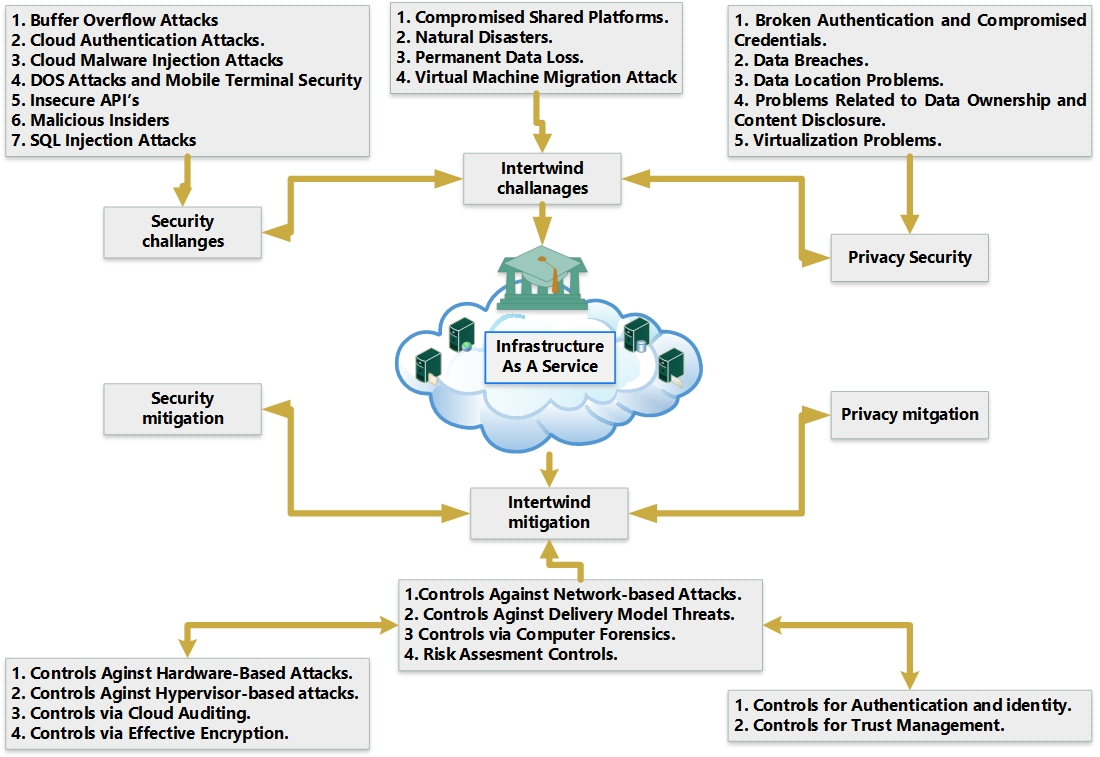 1. Buffer Overflow Attacks
2. Cloud Authentication Attacks.
3. Cloud Malware Injection Attacks
4. DOS Attacks and Mobile Terminal Security
5. Insecure API’s
6. Malicious Insiders
7. SQL Injection Attacks
1. Compromised Shared Platforms.
2. Natural Disasters.
3. Permanent Data Loss.
4. Virtual Machine Migration Attack
1. Broken Authentication and Compromised
Credentials.
2. Data Breaches.
3. Data Location Problems.
4. Problems Related to Data Ownership and
Content Disclosure.
5. Virtualization Problems.
Intertwind
challanages
Security
challanges
Privacy Security
Infrastructure
As A Service
Security
mitigation
Privacy mitgation
Intertwind
mitigation
1.Controls Against Network-based Attacks.
2. Controls Aginst Delivery Model Threats.
3 Controls via Computer Forensics.
4. Risk Assesment Controls.
1. Controls Aginst Hardware-Based Attacks.
2. Controls Aginst Hypervisor-based attacks.
3. Controls via Cloud Auditing.
4. Controls via Effective Encryption.
1. Controls for Authentication and identity.
2. Controls for Trust Management.